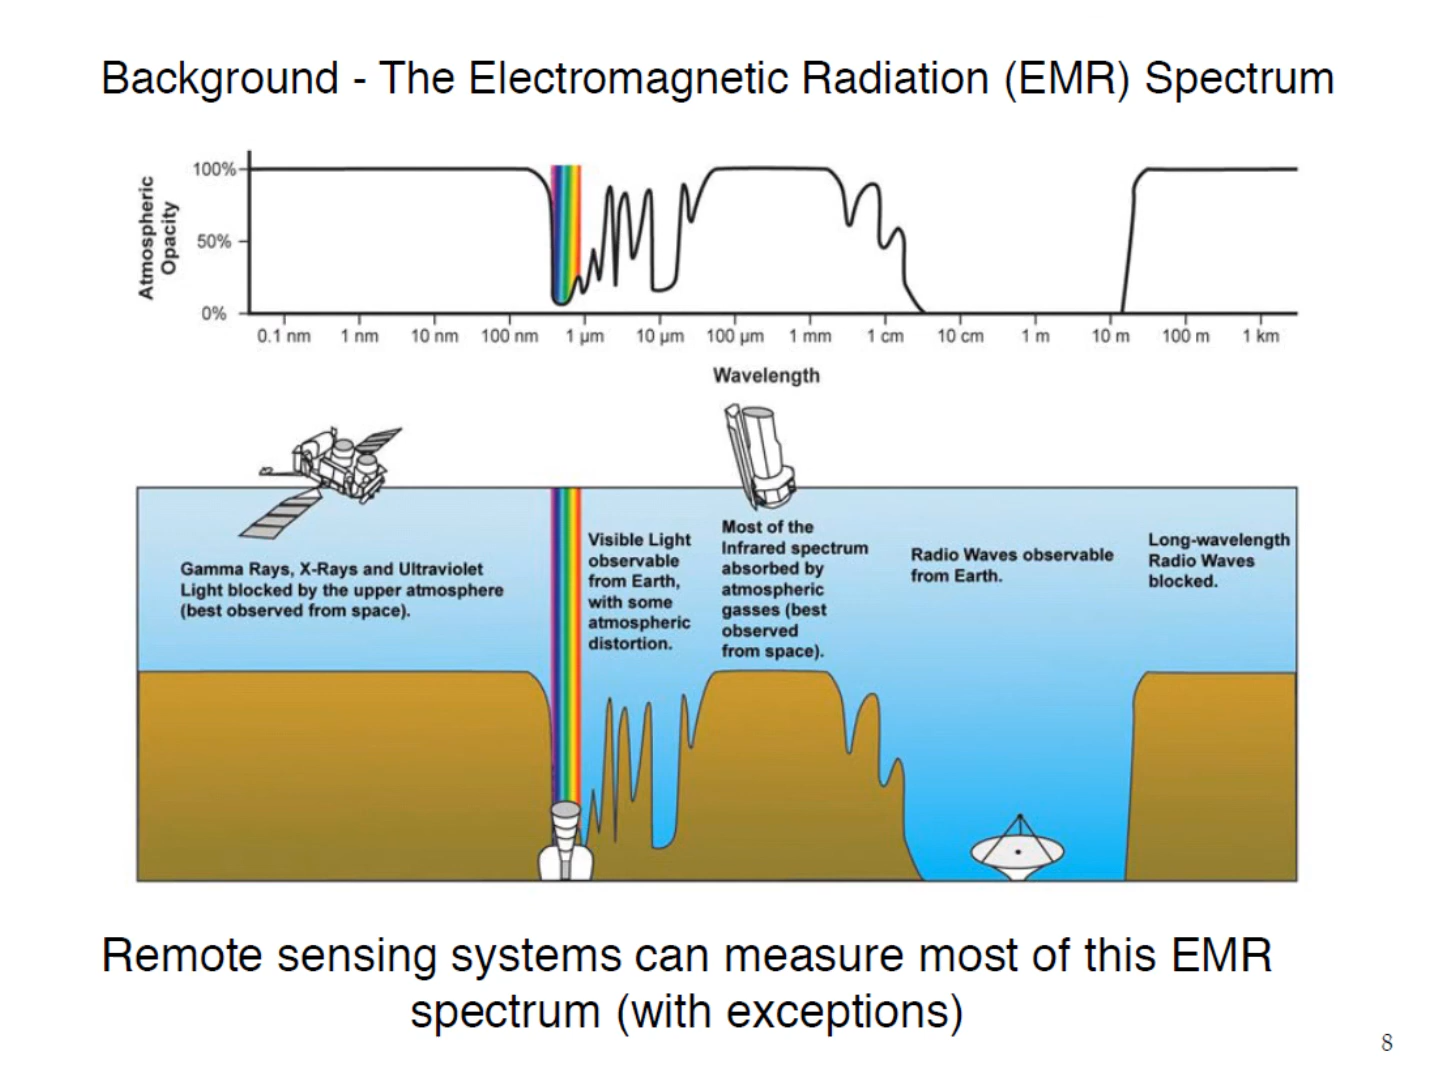 Background - The Electromagnetic Radiation (EMR) Spectrum
Atmospheric
Opacity
100%
50%
0%
0.1 nm 1 nm 10 nm 100 nm 1 µm 10 µm 100 µm 1 mm 1 cm 10 cm 1 m 10 m 100 m 1 km
Wavelength
Gamma Rays, X-Rays and Ultraviolet
Light blocked by the upper atmosphere
(best observed from space).
Visible Light
observable
from Earth,
with some
atmospheric
distortion.
Most of the
Infrared spectrum
absorbed by
atmospheric
gasses (best
observed
from space).
Radio Waves observable
from Earth.
Long-wavelength
Radio Waves
blocked.
Remote sensing systems can measure most of this EMR
spectrum (with exceptions)
8